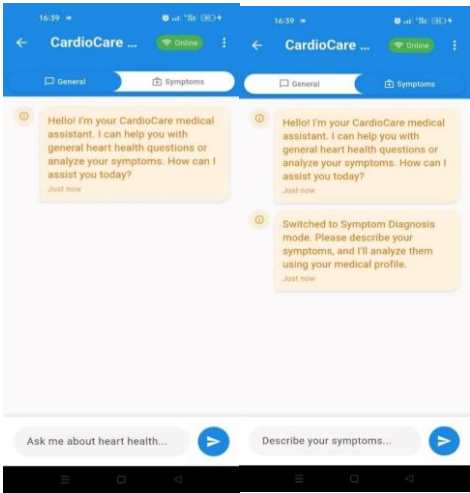 16:39
CardioCare ...
Online
General
Symptoms
Hello! I'm your CardioCare medical
assistant. I can help you with
general heart health questions or
analyze your symptoms. How can I
assist you today?
Just now
Ask me about heart health...
16:39
CardioCare ...
Online
General
Symptoms
Hello! I'm your CardioCare medical
assistant. I can help you with
general heart health questions or
analyze your symptoms. How can I
assist you today?
Just now
Switched to Symptom Diagnosis
mode. Please describe your
symptoms, and I'll analyze them
using your medical profile.
Just now
Describe your symptoms...